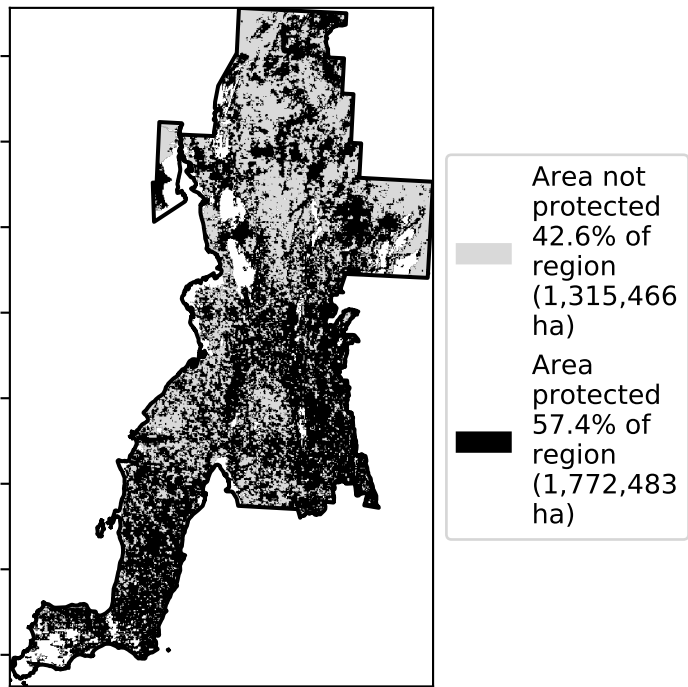 Area not
protected
42.6% of
region
(1,315,466
ha)
Area
protected
57.4% of
region
(1,772,483
ha)